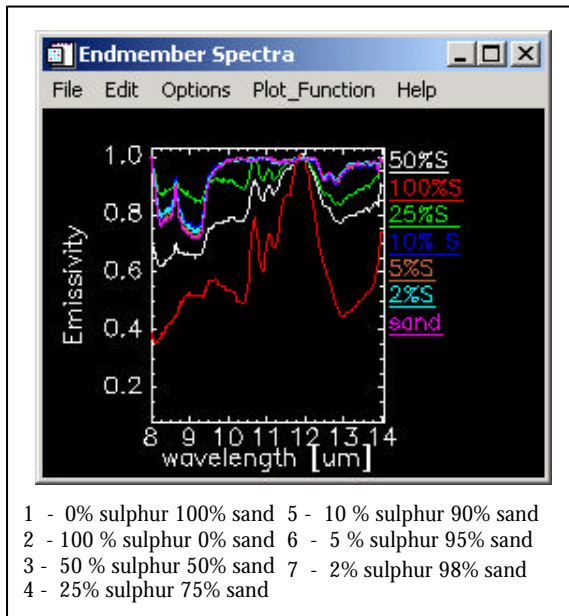 Endmember Spectra
File Edit Options Plot_Function Help
1.0
0.8
0.6
0.4
0.2
Emissivity
8 9 10 11 12 13 14
wavelength [um]
50%S
100%S
25%S
10% S
5%S
2%S
sand
1 - 0% sulphur 100% sand 5 - 10 % sulphur 90% sand
2 - 100 % sulphur 0% sand 6 - 5 % sulphur 95% sand
3 - 50 % sulphur 50% sand 7 - 2% sulphur 98% sand
4 - 25% sulphur 75% sand